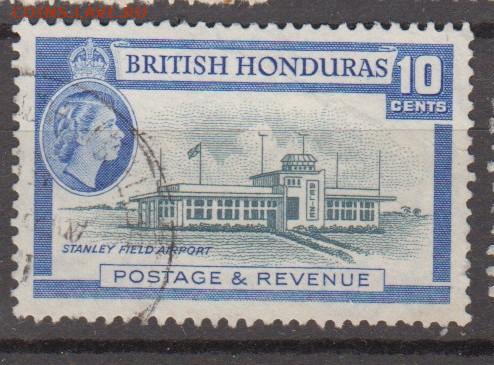 COINS.LAVE.RU
BRITISH HONDURAS
10
CENTS
BELIZE
STANLEY FIELD AIRPORT
POSTAGE & REVENUE